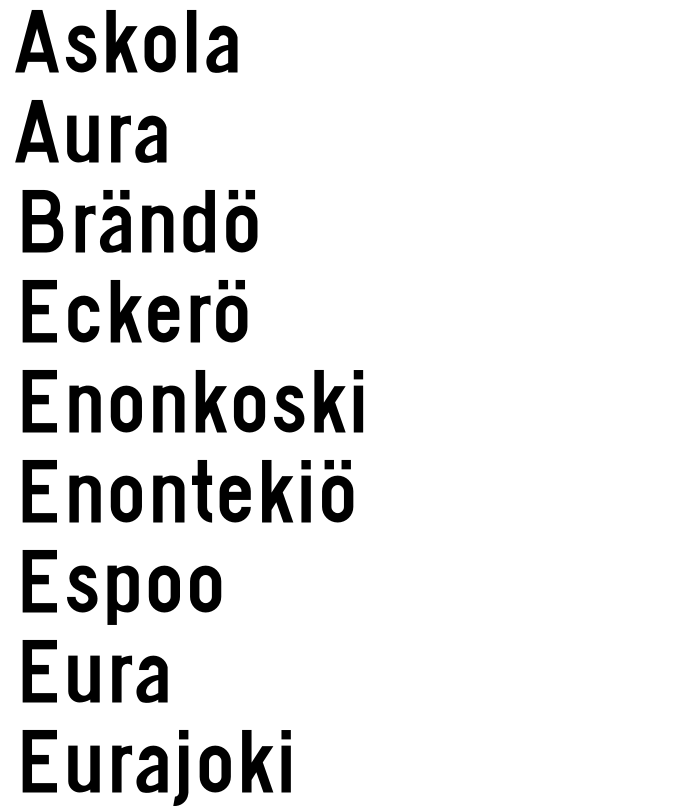 Askola
Aura
Brändö
Eckerö
Enonkoski
Enontekiö
Espoo
Eura
Eurajoki